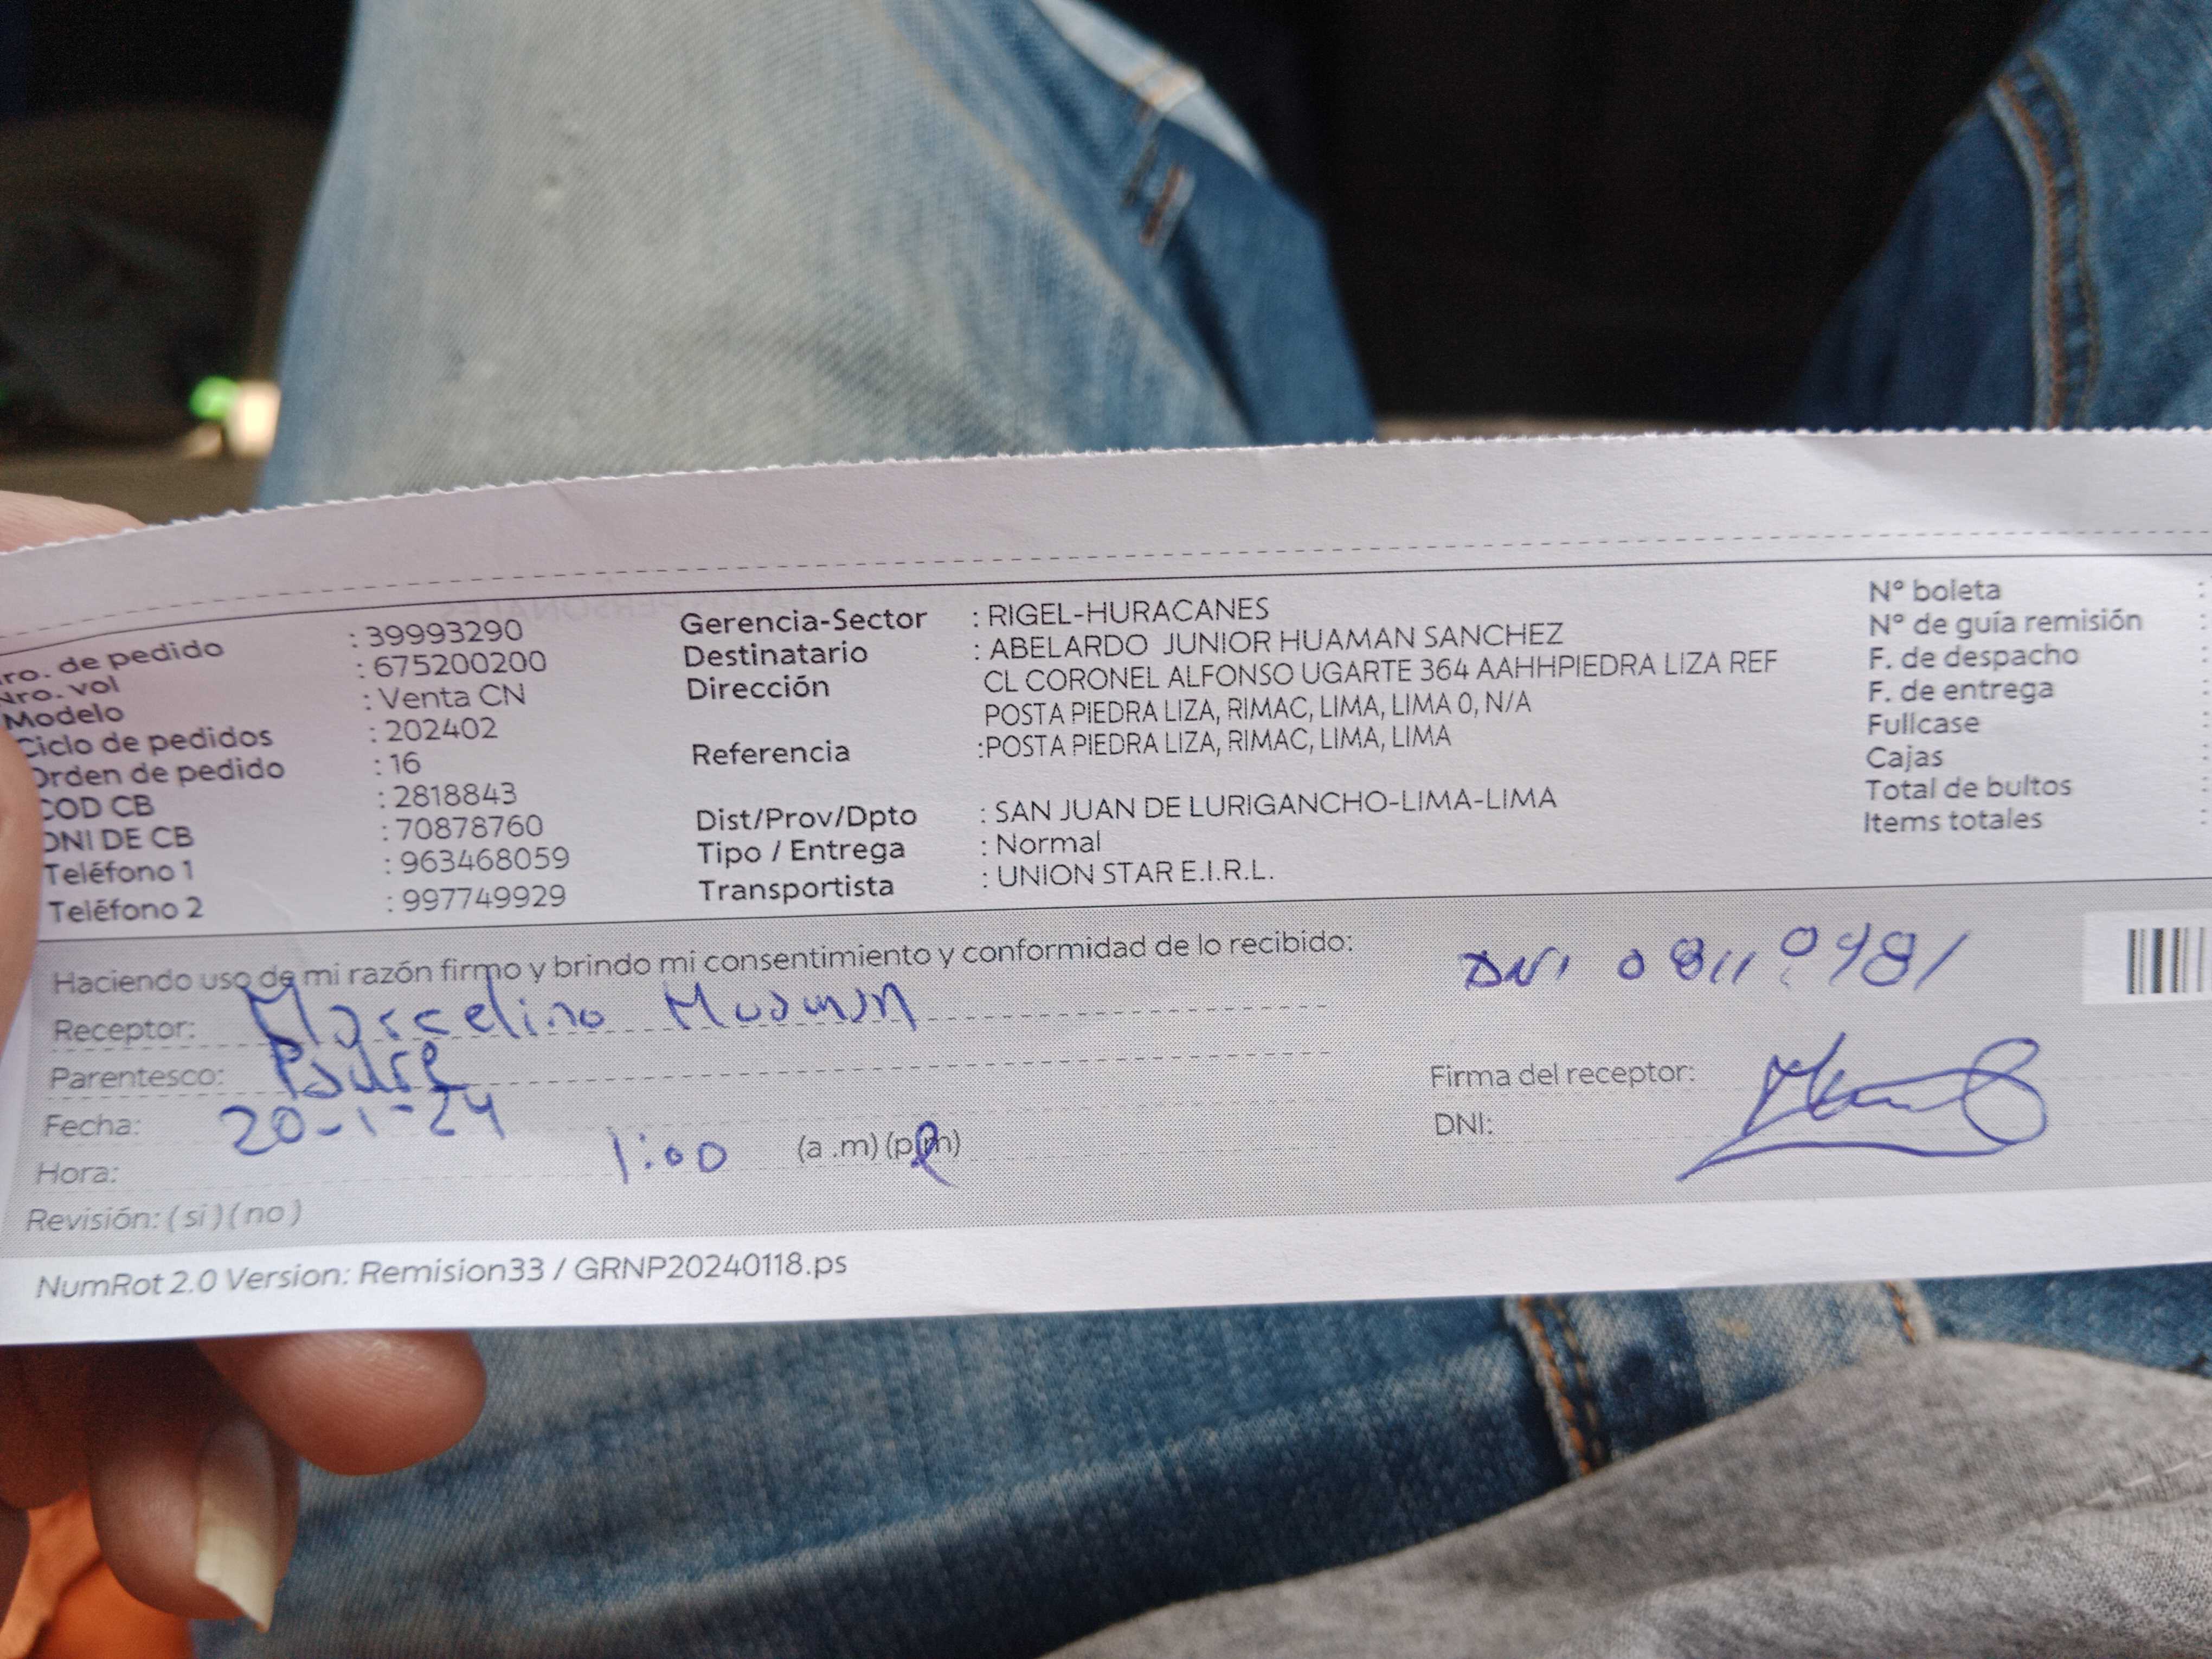 ro. de pedido : 39993290
Nro. vol : 675200200
Modelo : Venta CN
Ciclo de pedidos : 202402
Orden de pedido : 16
COD CB : 2818843
DNI DE CB : 70878760
Teléfono 1 : 963468059
Teléfono 2 : 997749929
Gerencia-Sector : RIGEL-HURACANES
Destinatario : ABELARDO JUNIOR HUAMAN SANCHEZ
Dirección CL CORONEL ALFONSO UGARTE 364 AAHHPIEDRA LIZA REF
POSTA PIEDRA LIZA, RIMAC, LIMA, LIMA 0, N/A
Referencia :POSTA PIEDRA LIZA, RIMAC, LIMA, LIMA
Dist/Prov/Dpto : SAN JUAN DE LURIGANCHO-LIMA-LIMA
Tipo / Entrega : Normal
Transportista : UNION STAR E.I.R.L.
Nº boleta :
Nº de guía remisión :
F. de despacho :
F. de entrega :
Fullcase :
Cajas :
Total de bultos :
Items totales :
Haciendo uso de mi razón firmo y brindo mi consentimiento y conformidad de lo recibido:
DNI
Receptor: Marcelino Huaman
Parentesco: Padre
Fecha: 20-1-24
Hora: 1:00 (a .m) (p.m)
Revisión: ( si ) ( no )
Firma del receptor:
DNI:
NumRot 2.0 Version: Remision33 / GRNP20240118.ps